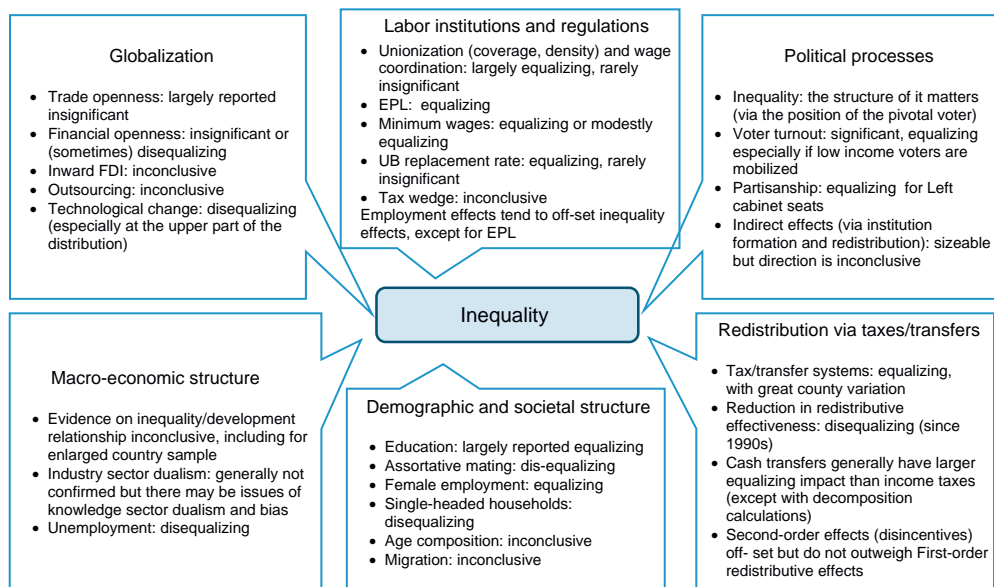 Globalization
• Trade openness: largely reported
insignificant
• Financial openness: insignificant or
(sometimes) disequalizing
• Inward FDI: inconclusive
• Outsourcing: inconclusive
• Technological change: disequalizing
(especially at the upper part of the
distribution)
Labor institutions and regulations
• Unionization (coverage, density) and wage
coordination: largely equalizing, rarely
insignificant
• EPL: equalizing
• Minimum wages: equalizing or modestly
equalizing
• UB replacement rate: equalizing, rarely
insignificant
• Tax wedge: inconclusive
Employment effects tend to off-set inequality
effects, except for EPL
Political processes
• Inequality: the structure of it matters
(via the position of the pivotal voter)
• Voter turnout: significant, equalizing
especially if low income voters are
mobilized
• Partisanship: equalizing for Left
cabinet seats
• Indirect effects (via institution
formation and redistribution): sizeable
but direction is inconclusive
Inequality
Macro-economic structure
• Evidence on inequality/development
relationship inconclusive, including for
enlarged country sample
• Industry sector dualism: generally not
confirmed but there may be issues of
knowledge sector dualism and bias
• Unemployment: disequalizing
Demographic and societal structure
• Education: largely reported equalizing
• Assortative mating: dis-equalizing
• Female employment: equalizing
• Single-headed households:
disequalizing
• Age composition: inconclusive
• Migration: inconclusive
Redistribution via taxes/transfers
• Tax/transfer systems: equalizing,
with great county variation
• Reduction in redistributive
effectiveness: disequalizing (since
1990s)
• Cash transfers generally have larger
equalizing impact than income taxes
(except with decomposition
calculations)
• Second-order effects (disincentives)
off- set but do not outweigh First-order
redistributive effects